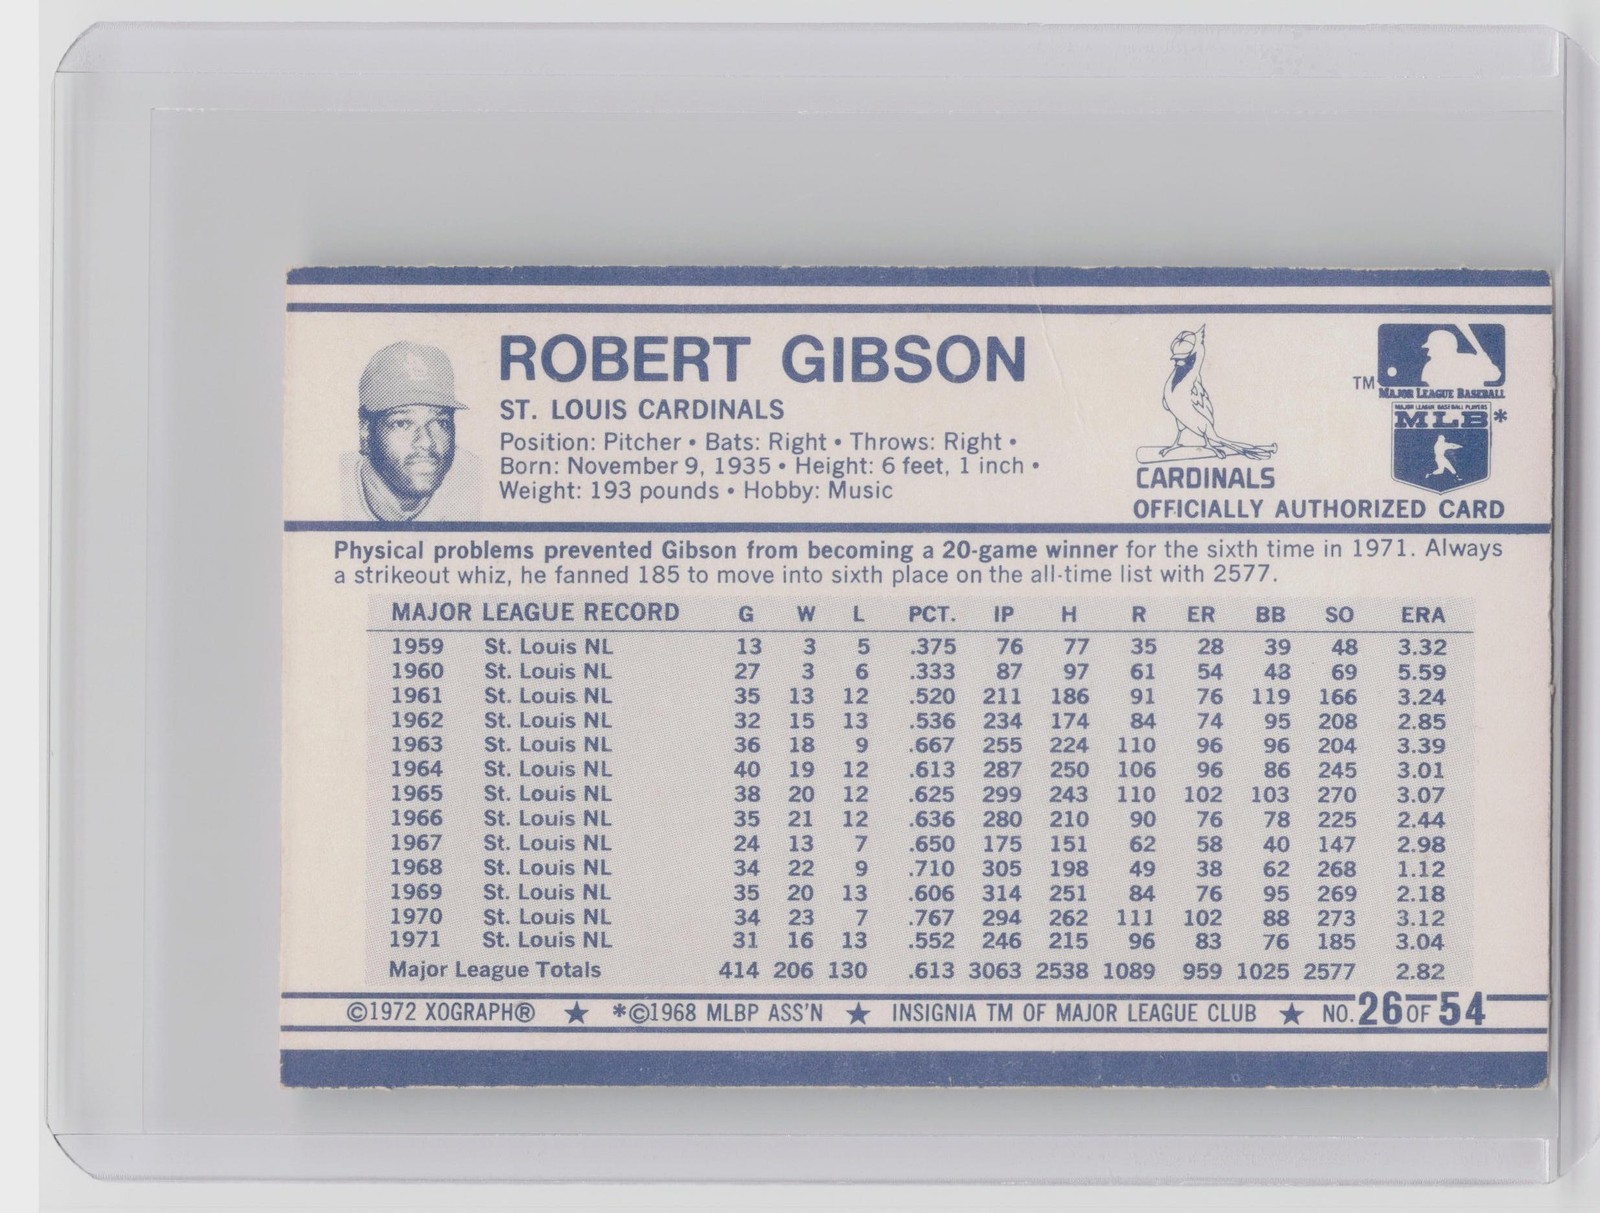 ROBERT GIBSON
ST. LOUIS CARDINALS
Position: Pitcher • Bats: Right • Throws: Right •
Born: November 9, 1935 • Height: 6 feet, 1 inch •
Weight: 193 pounds • Hobby: Music
CARDINALS
OFFICIALLY AUTHORIZED CARD
TM
MAJOR LEAGUE BASEBALL
MAJOR LEAGUE BASEBALL PLAYERS
MLB*
Physical problems prevented Gibson from becoming a 20-game winner for the sixth time in 1971. Always
a strikeout whiz, he fanned 185 to move into sixth place on the all-time list with 2577.
MAJOR LEAGUE RECORD G W L PCT. IP H R ER BB SO ERA
1959 St. Louis NL 13 3 5 .375 76 77 35 28 39 48 3.32
1960 St. Louis NL 27 3 6 .333 87 97 61 54 48 69 5.59
1961 St. Louis NL 35 13 12 .520 211 186 91 76 119 166 3.24
1962 St. Louis NL 32 15 13 .536 234 174 84 74 95 208 2.85
1963 St. Louis NL 36 18 9 .667 255 224 110 96 96 204 3.39
1964 St. Louis NL 40 19 12 .613 287 250 106 96 86 245 3.01
1965 St. Louis NL 38 20 12 .625 299 243 110 102 103 270 3.07
1966 St. Louis NL 35 21 12 .636 280 210 90 76 78 225 2.44
1967 St. Louis NL 24 13 7 .650 175 151 62 58 40 147 2.98
1968 St. Louis NL 34 22 9 .710 305 198 49 38 62 268 1.12
1969 St. Louis NL 35 20 13 .606 314 251 84 76 95 269 2.18
1970 St. Louis NL 34 23 7 .767 294 262 111 102 88 273 3.12
1971 St. Louis NL 31 16 13 .552 246 215 96 83 76 185 3.04
Major League Totals 414 206 130 .613 3063 2538 1089 959 1025 2577 2.82
©1972 XOGRAPH® ★ *©1968 MLBP ASS'N ★ INSIGNIA TM OF MAJOR LEAGUE CLUB ★ NO. 26 OF 54